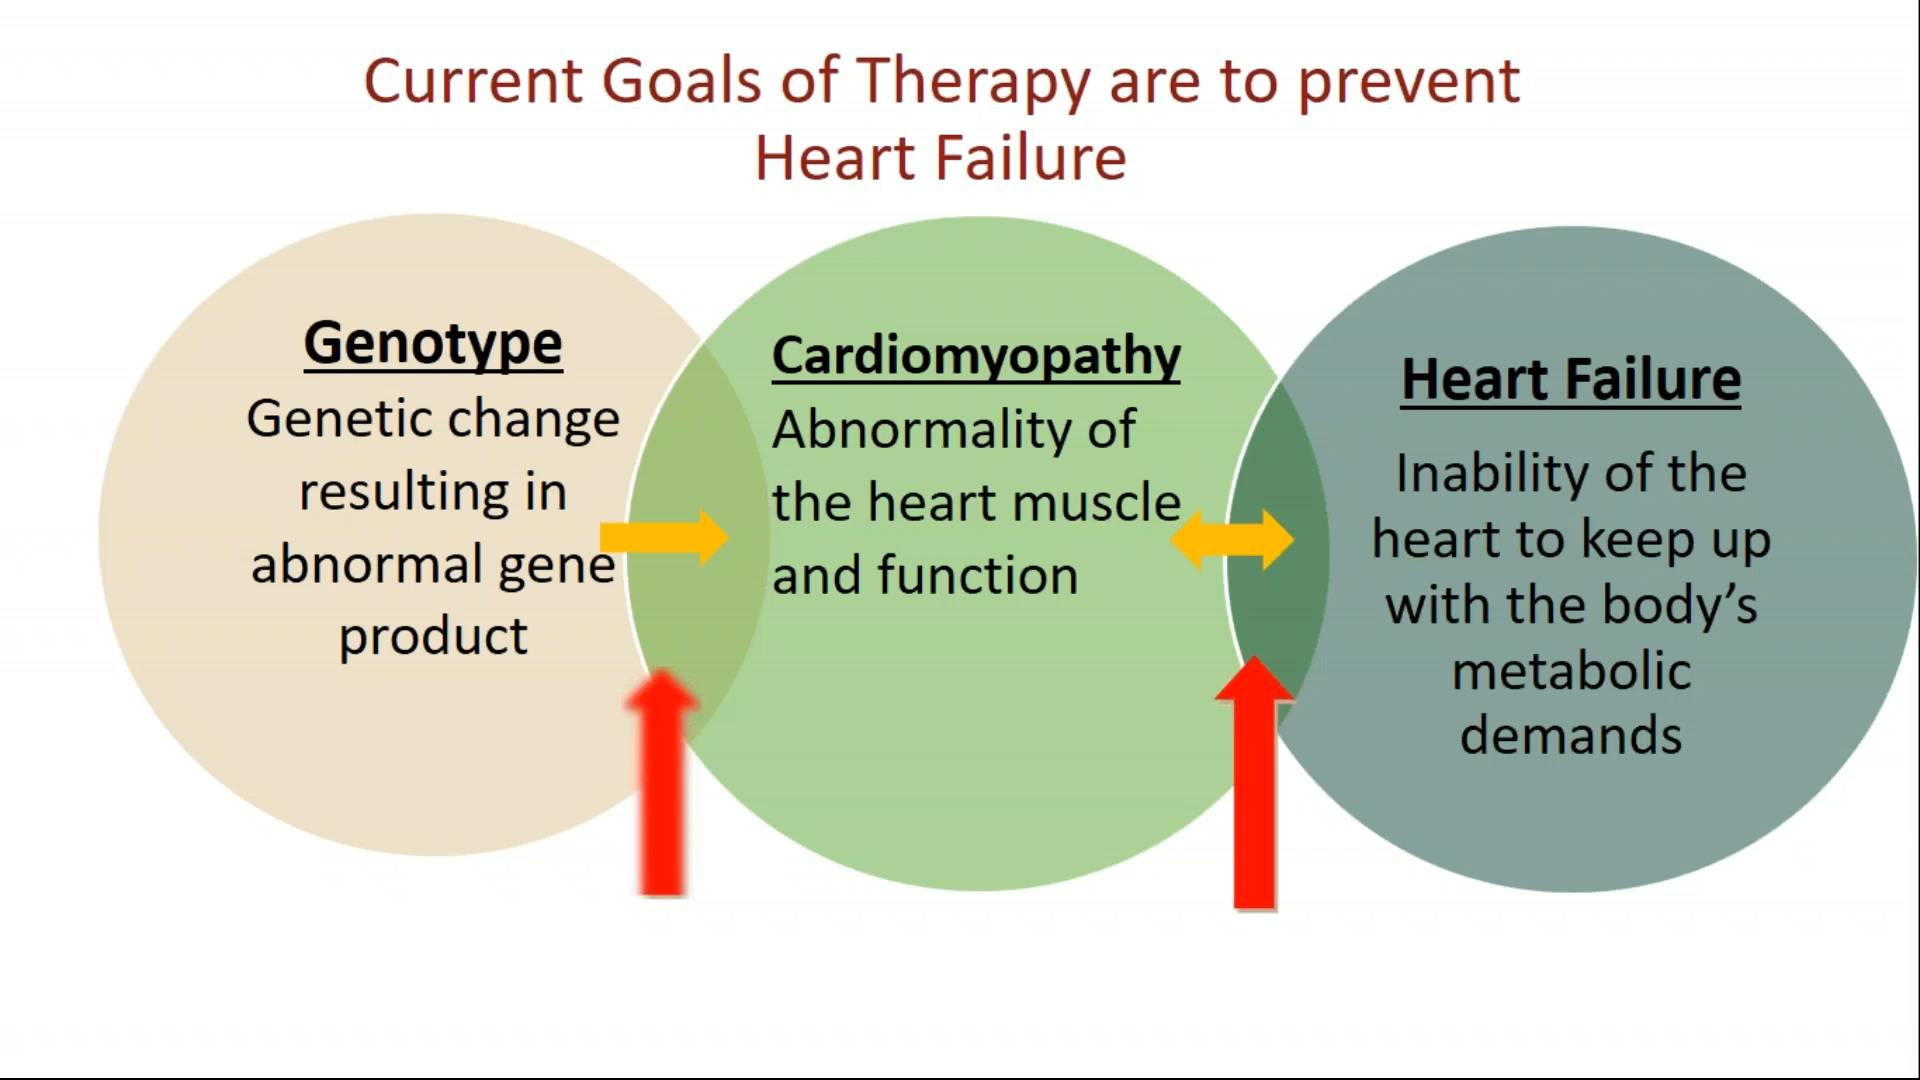 Current Goals of Therapy are to prevent
Heart Failure
Genotype
Genetic change
resulting in
abnormal gene
product
Cardiomyopathy
Abnormality of
the heart muscle
and function
Heart Failure
Inability of the
heart to keep up
with the body’s
metabolic
demands